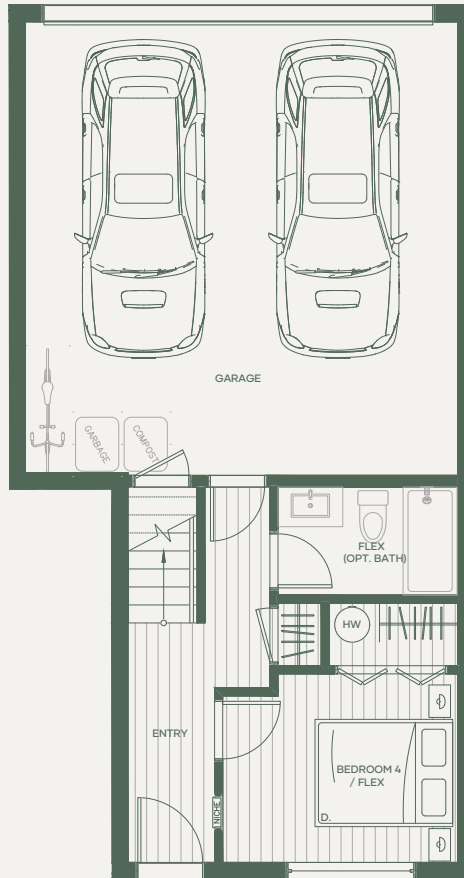 GARAGE
GARBAGE
COMPOST
FLEX
(OPT. BATH)
HW
ENTRY
BEDROOM 4
/ FLEX
NICHE
D.